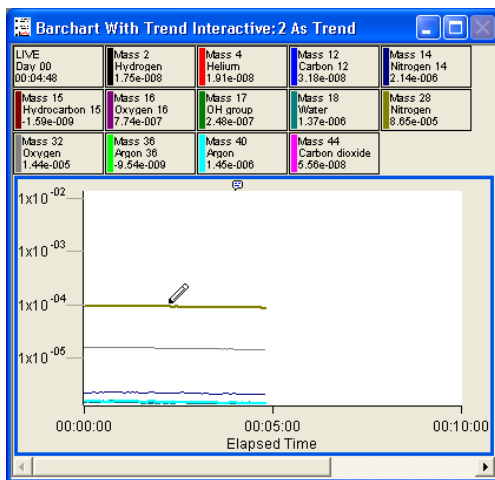 Barchart With Trend Interactive:2 As Trend
LIVE
Day 00
00:04:48
Mass 2
Hydrogen
1.75e-008
Mass 4
Helium
1.91e-008
Mass 12
Carbon 12
3.18e-008
Mass 14
Nitrogen 14
2.14e-006
Mass 15
Hydrocarbon 15
-1.59e-009
Mass 16
Oxygen 16
7.74e-007
Mass 17
OH group
2.48e-007
Mass 18
Water
1.37e-006
Mass 28
Nitrogen
8.65e-005
Mass 32
Oxygen
1.44e-005
Mass 36
Argon 36
-9.54e-009
Mass 40
Argon
1.45e-006
Mass 44
Carbon dioxide
5.56e-008
1x10 -02
1x10 -03
1x10 -04
1x10 -05
00:00:00 00:05:00 00:10:00
Elapsed Time